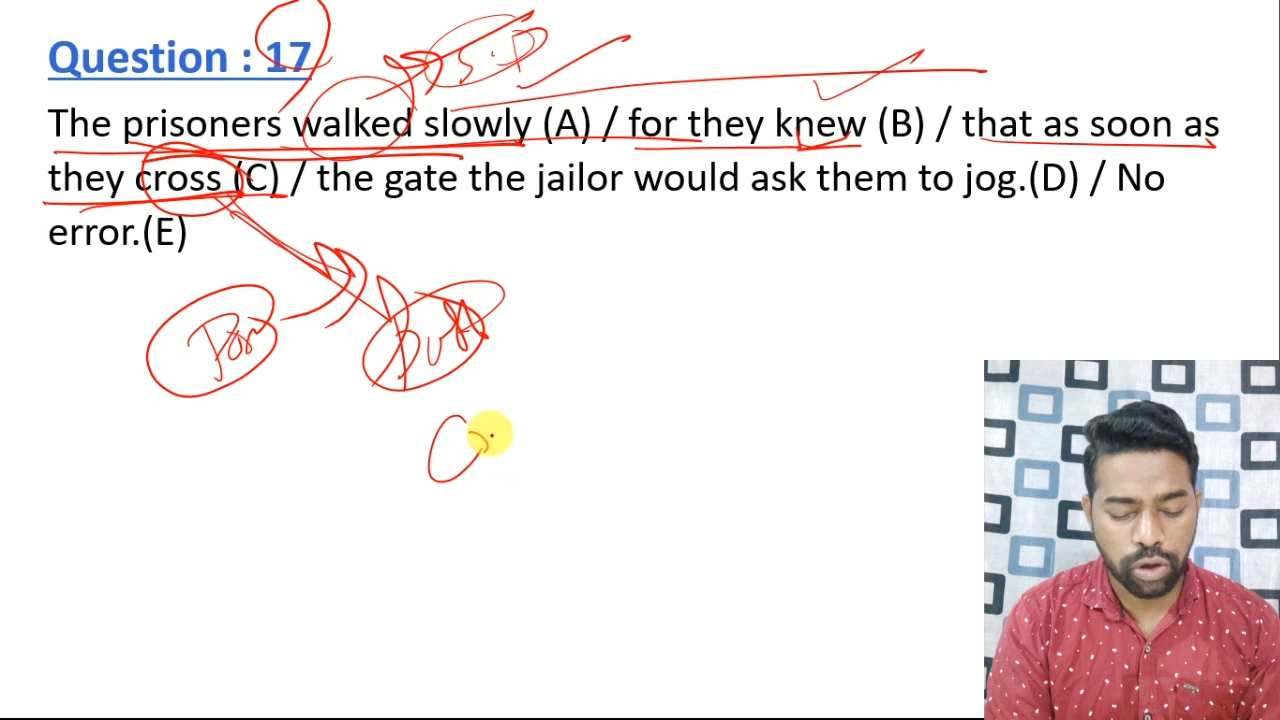 Question : 17
S.P
The prisoners walked slowly (A) / for they knew (B) / that as soon as
they cross (C) / the gate the jailor would ask them to jog.(D) / No
error.(E)